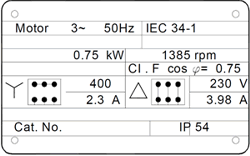 Motor 3~ 50Hz IEC 34-1
0.75 kW 1385 rpm
Cl. F cos φ= 0.75
400 230 V
2.3 A 3.98 A
Cat. No. IP 54